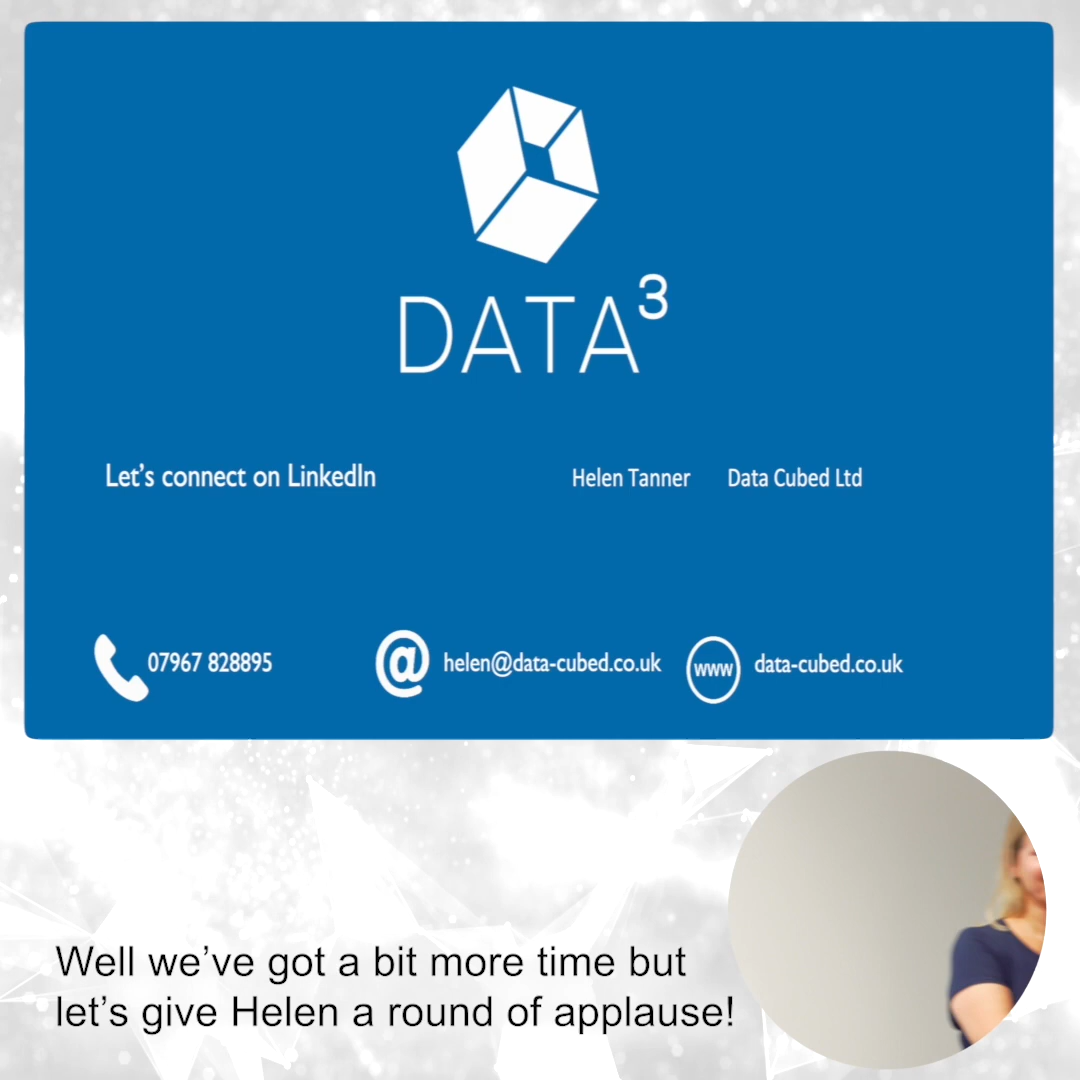 DATA³
Let's connect on LinkedIn
Helen Tanner Data Cubed Ltd
07967 828895
helen@data-cubed.co.uk
www
data-cubed.co.uk
Well we've got a bit more time but
let's give Helen a round of applause!